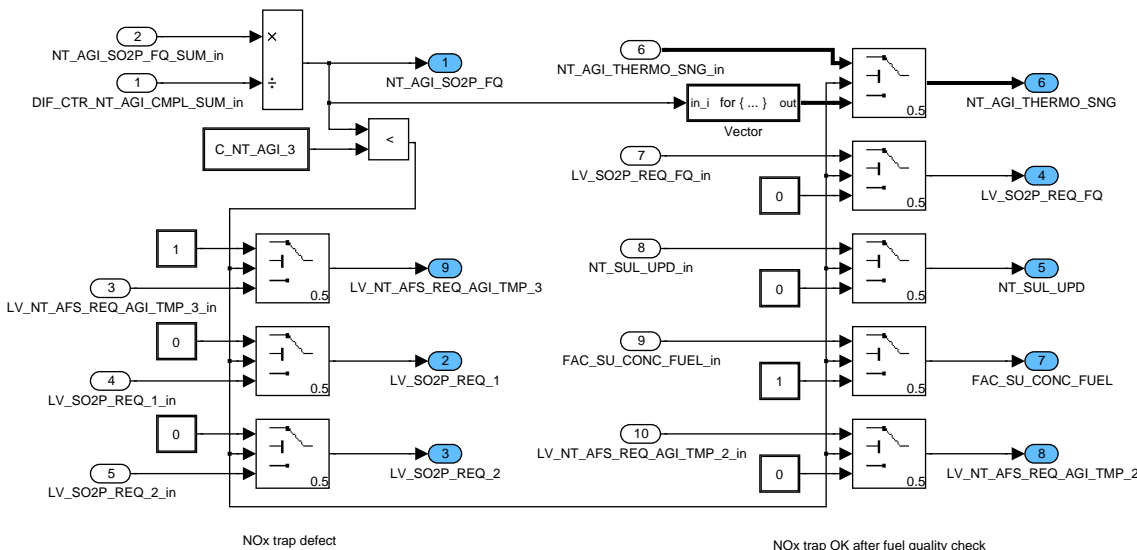 2
NT_AGI_SO2P_FQ_SUM_in
×
1
DIF_CTR_NT_AGI_CMPL_SUM_in
÷
1
NT_AGI_SO2P_FQ
C_NT_AGI_3
<
6
NT_AGI_THERMO_SNG_in
in_i for { ... } out
Vector
0.5
6
NT_AGI_THERMO_SNG
7
LV_SO2P_REQ_FQ_in
0
0.5
4
LV_SO2P_REQ_FQ
1
3
LV_NT_AFS_REQ_AGI_TMP_3_in
0.5
9
LV_NT_AFS_REQ_AGI_TMP_3
8
NT_SUL_UPD_in
0
0.5
5
NT_SUL_UPD
0
4
LV_SO2P_REQ_1_in
0.5
2
LV_SO2P_REQ_1
9
FAC_SU_CONC_FUEL_in
1
0.5
7
FAC_SU_CONC_FUEL
0
5
LV_SO2P_REQ_2_in
0.5
3
LV_SO2P_REQ_2
10
LV_NT_AFS_REQ_AGI_TMP_2_in
0
0.5
8
LV_NT_AFS_REQ_AGI_TMP_2
NOx trap defect
NOx trap OK after fuel quality check